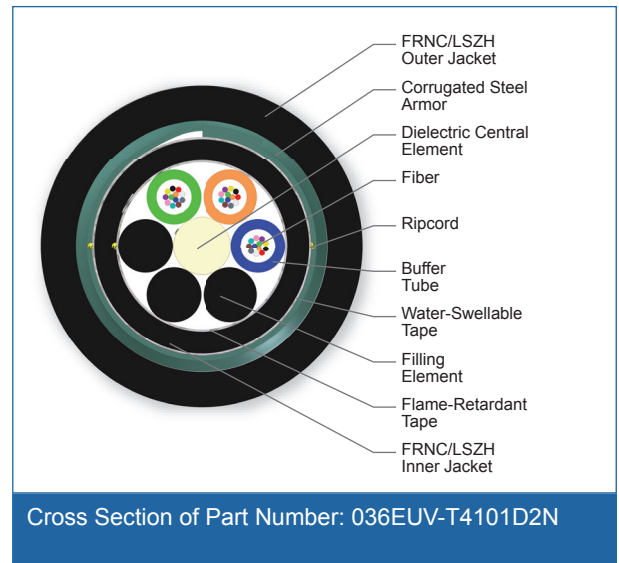 FRNC/LSZH
Outer Jacket
Corrugated Steel
Armor
Dielectric Central
Element
Fiber
Ripcord
Buffer
Tube
Water-Swellable
Tape
Filling
Element
Flame-Retardant
Tape
FRNC/LSZH
Inner Jacket
Cross Section of Part Number: 036EUV-T4101D2N